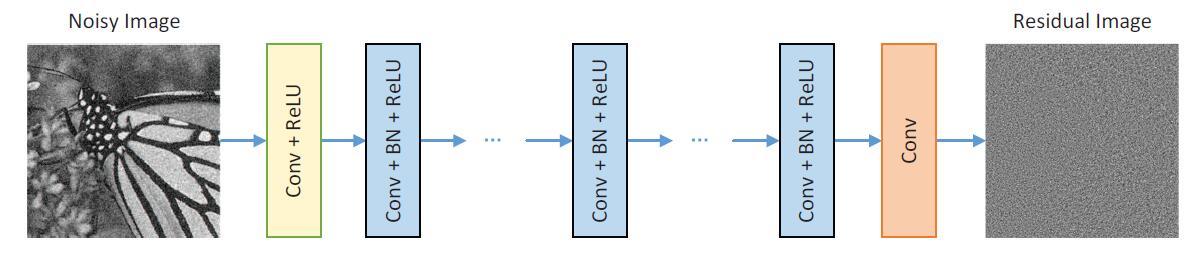 Noisy Image
Residual Image
Conv + ReLU
Conv + BN + ReLU
...
Conv + BN + ReLU
...
Conv + BN + ReLU
Conv